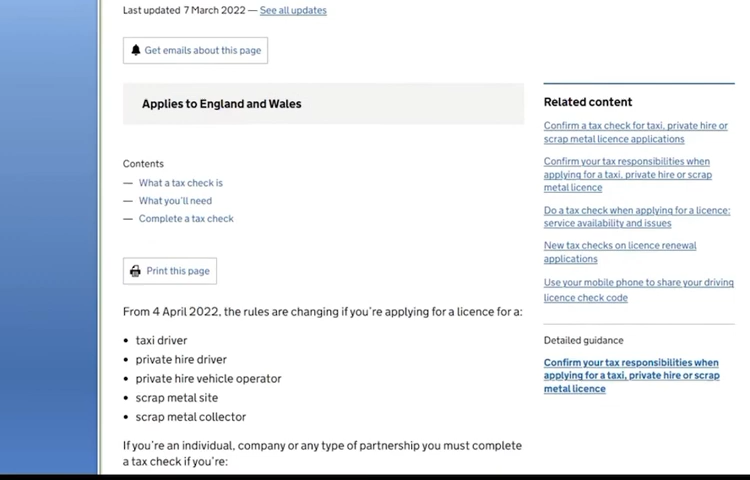 Last updated 7 March 2022 — See all updates
Get emails about this page
Applies to England and Wales
Contents
— What a tax check is
— What you'll need
— Complete a tax check
Print this page
From 4 April 2022, the rules are changing if you're applying for a licence for a:
• taxi driver
• private hire driver
• private hire vehicle operator
• scrap metal site
• scrap metal collector
If you're an individual, company or any type of partnership you must complete
a tax check if you're:
Related content
Confirm a tax check for taxi, private hire or
scrap metal licence applications
Confirm your tax responsibilities when
applying for a taxi, private hire or scrap
metal licence
Do a tax check when applying for a licence:
service availability and issues
New tax checks on licence renewal
applications
Use your mobile phone to share your driving
licence check code
Detailed guidance
Confirm your tax responsibilities when
applying for a taxi, private hire or scrap
metal licence